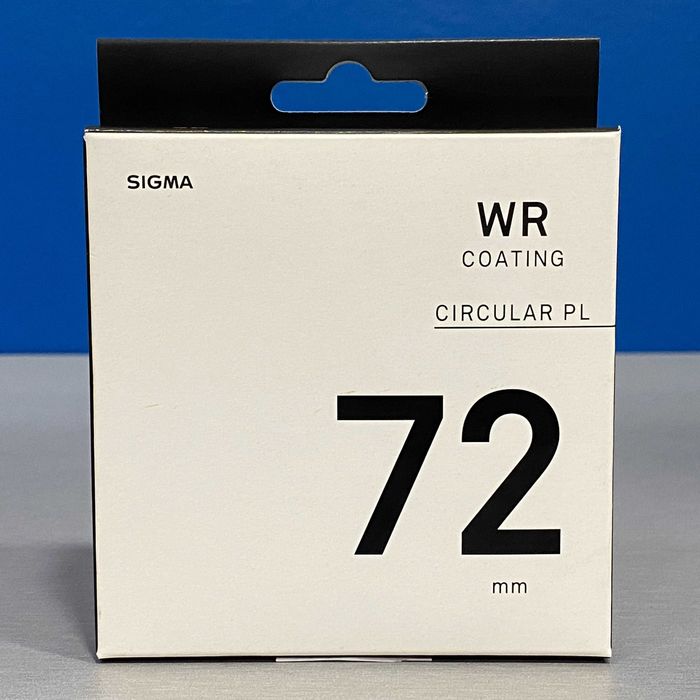 SIGMA
WR
COATING
CIRCULAR PL
72
mm